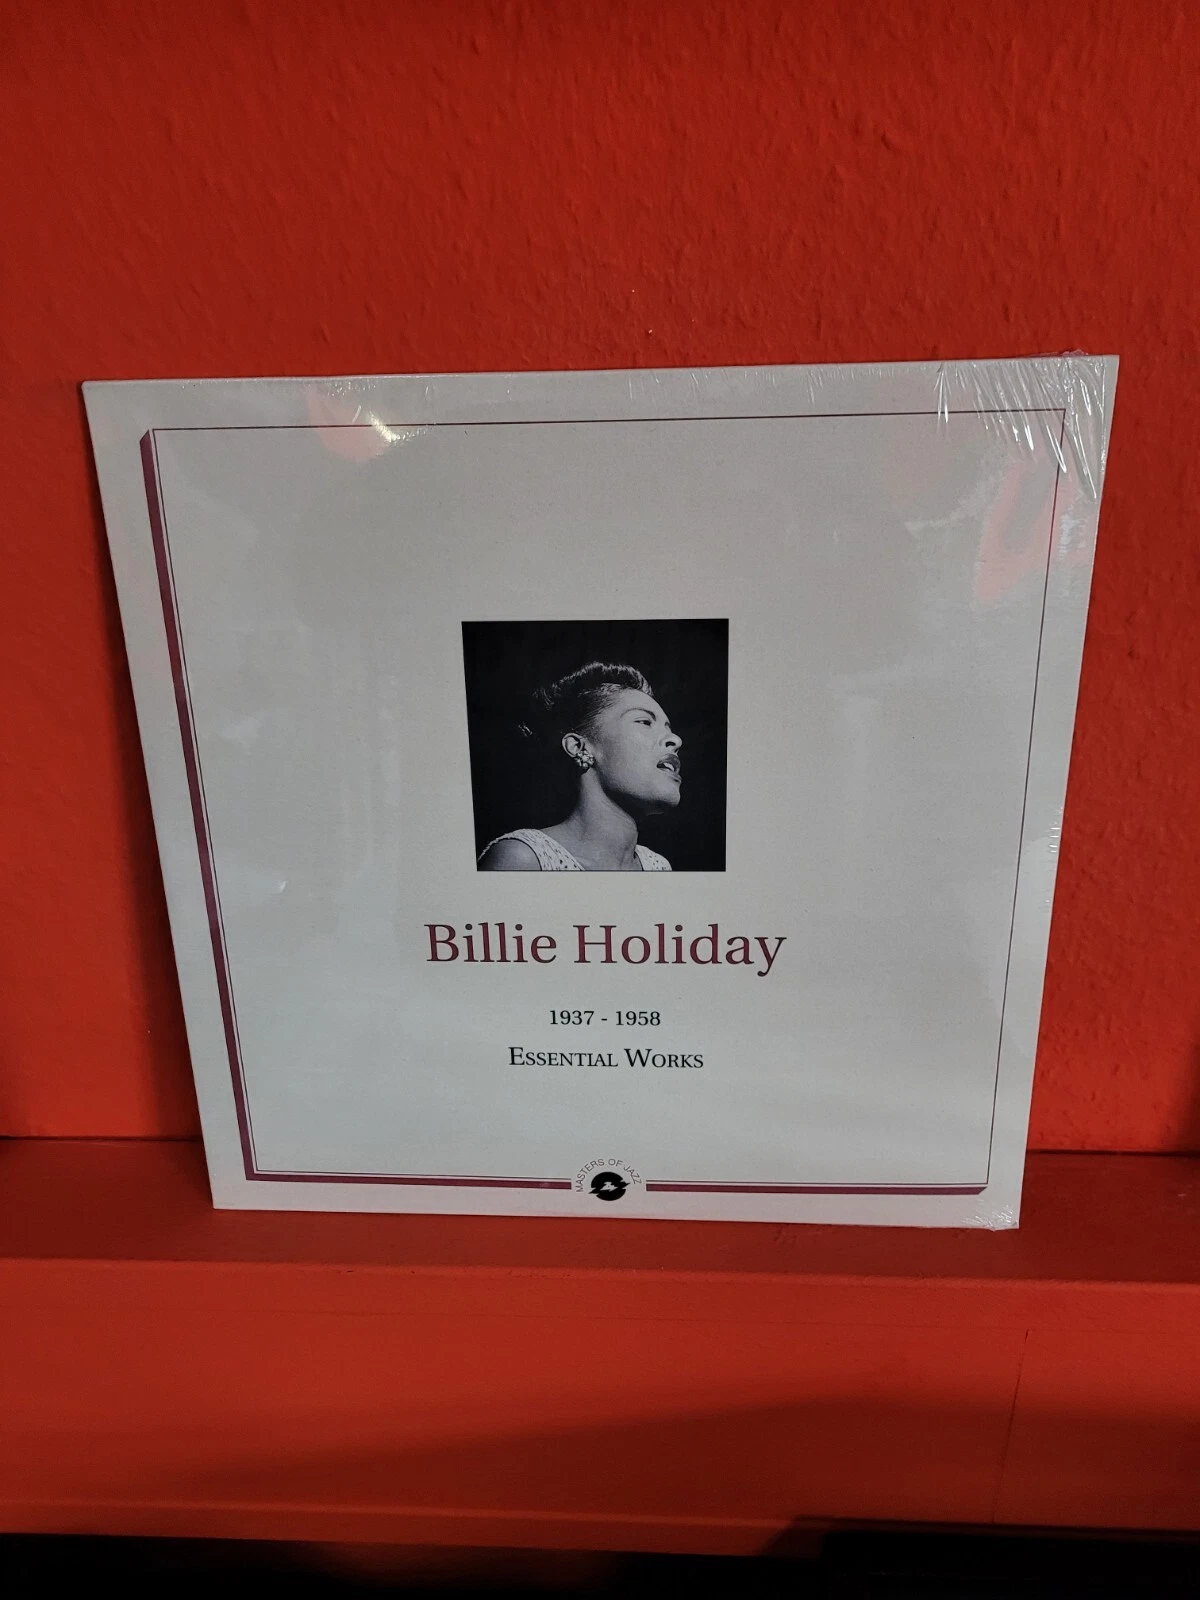 Billie Holiday
1937 - 1958
ESSENTIAL WORKS
MASTERS OF JAZZ